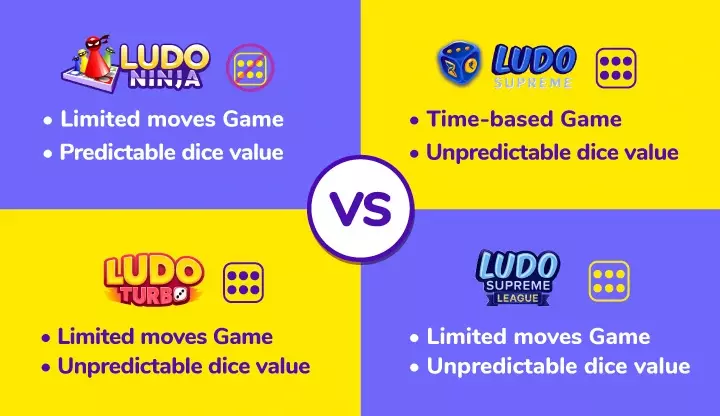 LUDO
NINJA
• Limited moves Game
• Predictable dice value
LUDO
SUPREME
• Time-based Game
• Unpredictable dice value
VS
LUDO
TURBO
• Limited moves Game
• Unpredictable dice value
LUDO
SUPREME
LEAGUE
• Limited moves Game
• Unpredictable dice value